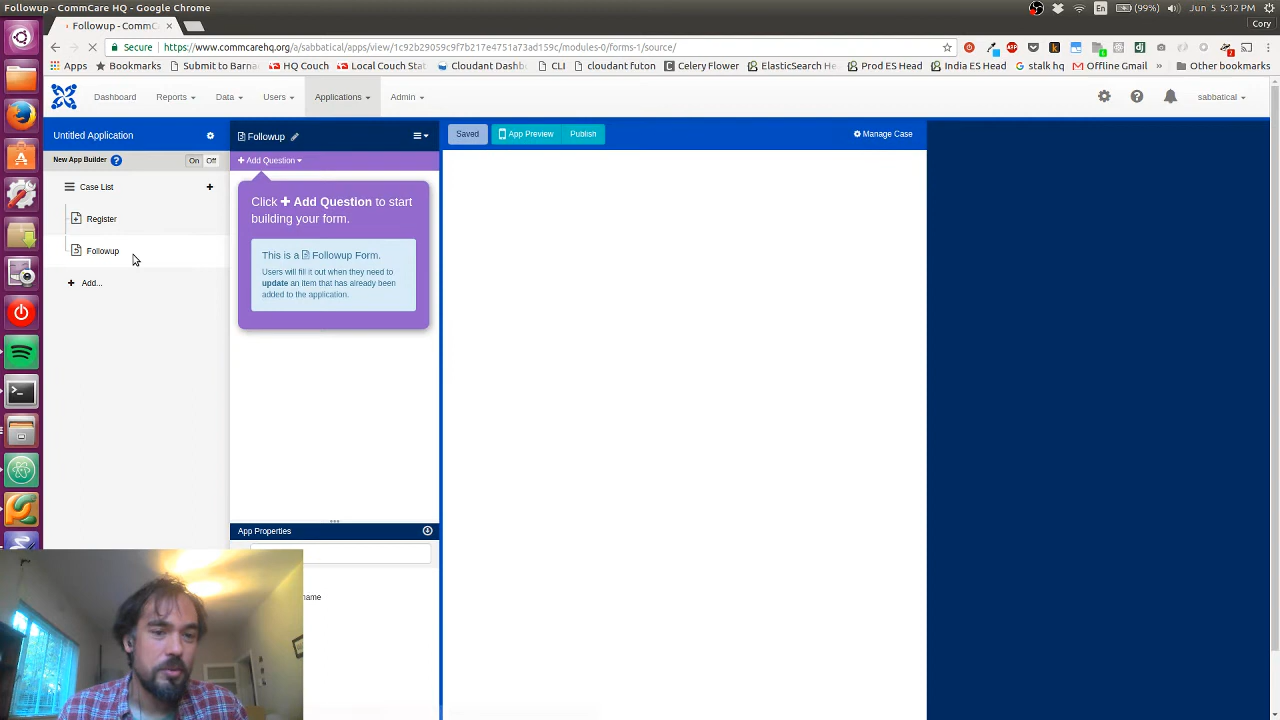 Followup - CommCare HQ - Google Chrome
En (99%) Jun 5 5:12 PM
Followup - CommC
Cory
Secure https://www.commcarehq.org/a/sabbatical/apps/view/1c92b29059c9f7b217e4751a73ad159c/modules-0/forms-1/source/
Apps Bookmarks Submit to Barna HQ Couch Local Couch Stat Cloudant Dashb CLI cloudant futon Celery Flower ElasticSearch He Prod ES Head India ES Head stalk hq Offline Gmail » Other bookmarks
Dashboard Reports Data Users Applications Admin sabbatical
Untitled Application
Followup
Saved App Preview Publish Manage Case
New App Builder ? On Off
+ Add Question
Case List +
Register
Followup
+ Add...
Click + Add Question to start
building your form.
This is a Followup Form.
Users will fill it out when they need to
update an item that has already been
added to the application.
App Properties
name